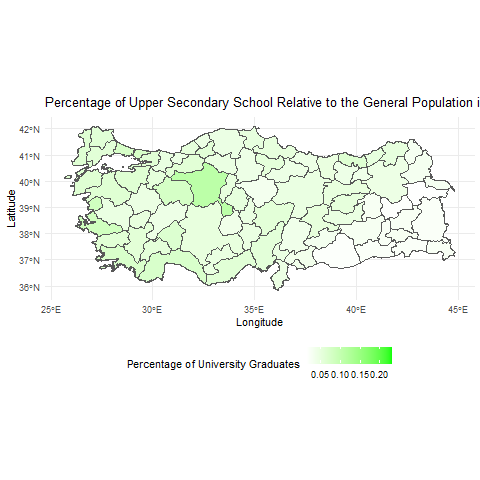 Percentage of Upper Secondary School Relative to the General Population i
42°N
41°N
40°N
39°N
38°N
37°N
36°N
Latitude
25°E 30°E 35°E 40°E 45°E
Longitude
Percentage of University Graduates
0.05 0.10 0.15 0.20